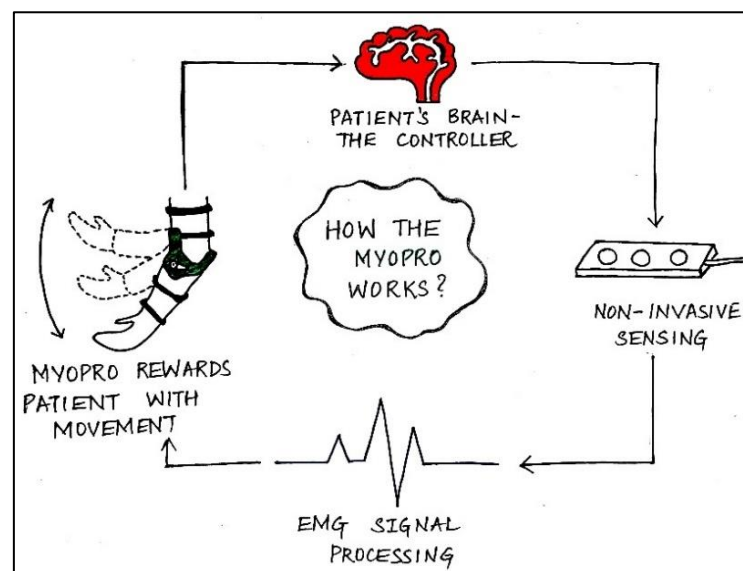 PATIENT'S BRAIN-
THE CONTROLLER
HOW THE
MYOPRO
WORKS?
NON-INVASIVE
SENSING
MYOPRO REWARDS
PATIENT WITH
MOVEMENT
EMG SIGNAL
PROCESSING